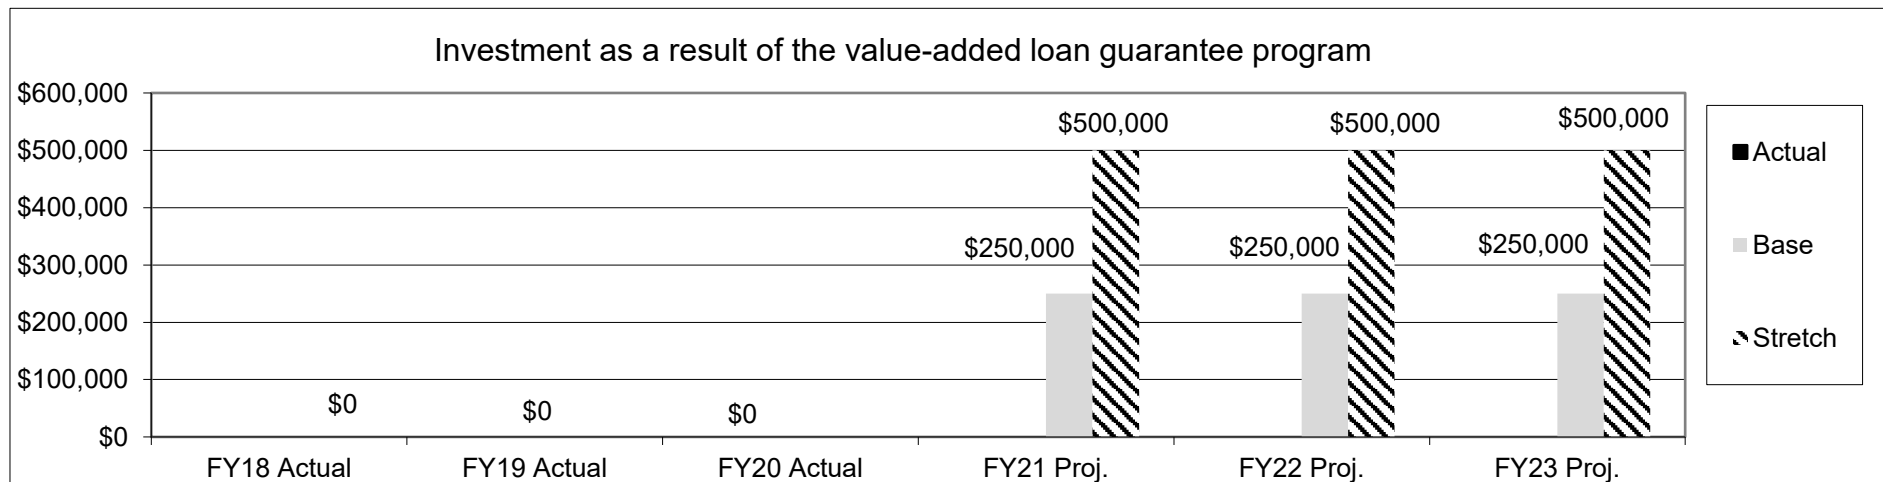 Investment as a result of the value-added loan guarantee program
$600,000
$500,000
$400,000
$300,000
$200,000
$100,000
$0
$0
$0
$0
$250,000
$500,000
$250,000
$500,000
$250,000
$500,000
FY18 Actual
FY19 Actual
FY20 Actual
FY21 Proj.
FY22 Proj.
FY23 Proj.
Actual
Base
Stretch